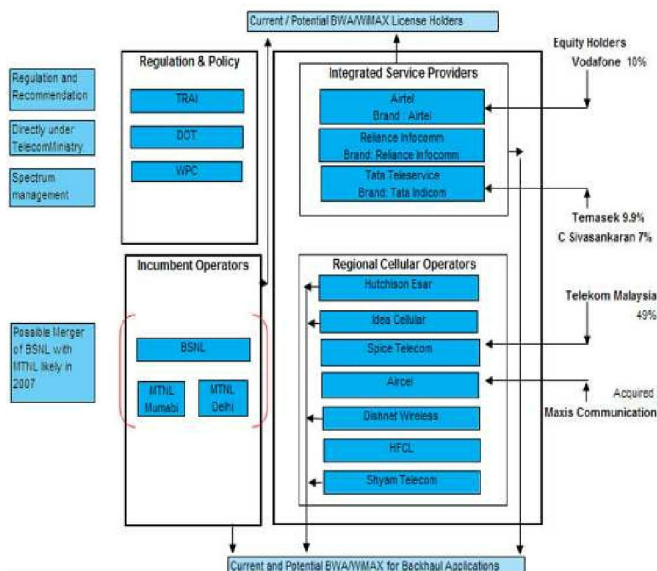 Current / Potential BWA/WiMAX License Holders
Regulation & Policy
Regulation and
Recommendation
TRAI
Directly under
TelecomMinistry
DOT
Spectrum
management
WPC
Integrated Service Providers
Airtel
Brand : Airtel
Reliance Infocomm
Brand: Reliance Infocomm
Tata Teleservice
Brand: Tata Indicom
Equity Holders
Vodafone 10%
Temasek 9.9%
C Sivasankaran 7%
Incumbent Operators
Possible Merger
of BSNL with
MTNL likely in
2007
BSNL
MTNL
Mumabi
MTNL
Delhi
Regional Cellular Operators
Hutchison Esar
Idea Cellular
Spice Telecom
Aircel
Dishnet Wireless
HFCL
Shyam Telecom
Telekom Malaysia
49%
Acquired
Maxis Communication
Current and Potential BWA/WiMAX for Backhaul Applications